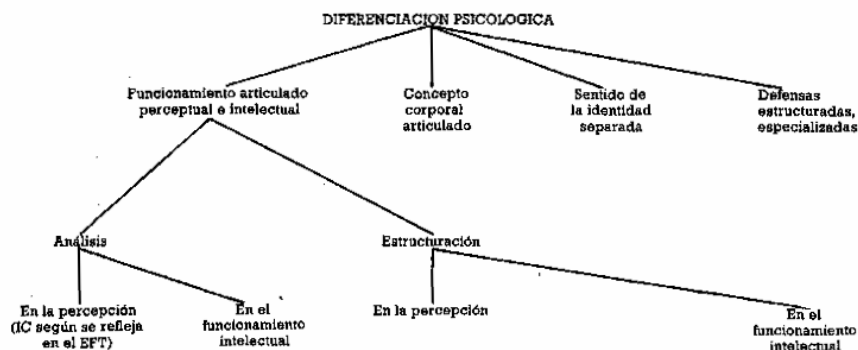 DIFERENCIACION PSICOLOGICA
Funcionamiento articulado
perceptual e intelectual
Concepto
corporal
articulado
Sentido de
la identidad
separada
Defensas
estructuradas,
especializadas
Análisis
Estructuración
En la percepción
(IC según se refleja
en el EFT)
En el
funcionamiento
intelectual
En la percepción
En el
funcionamiento
intelectual